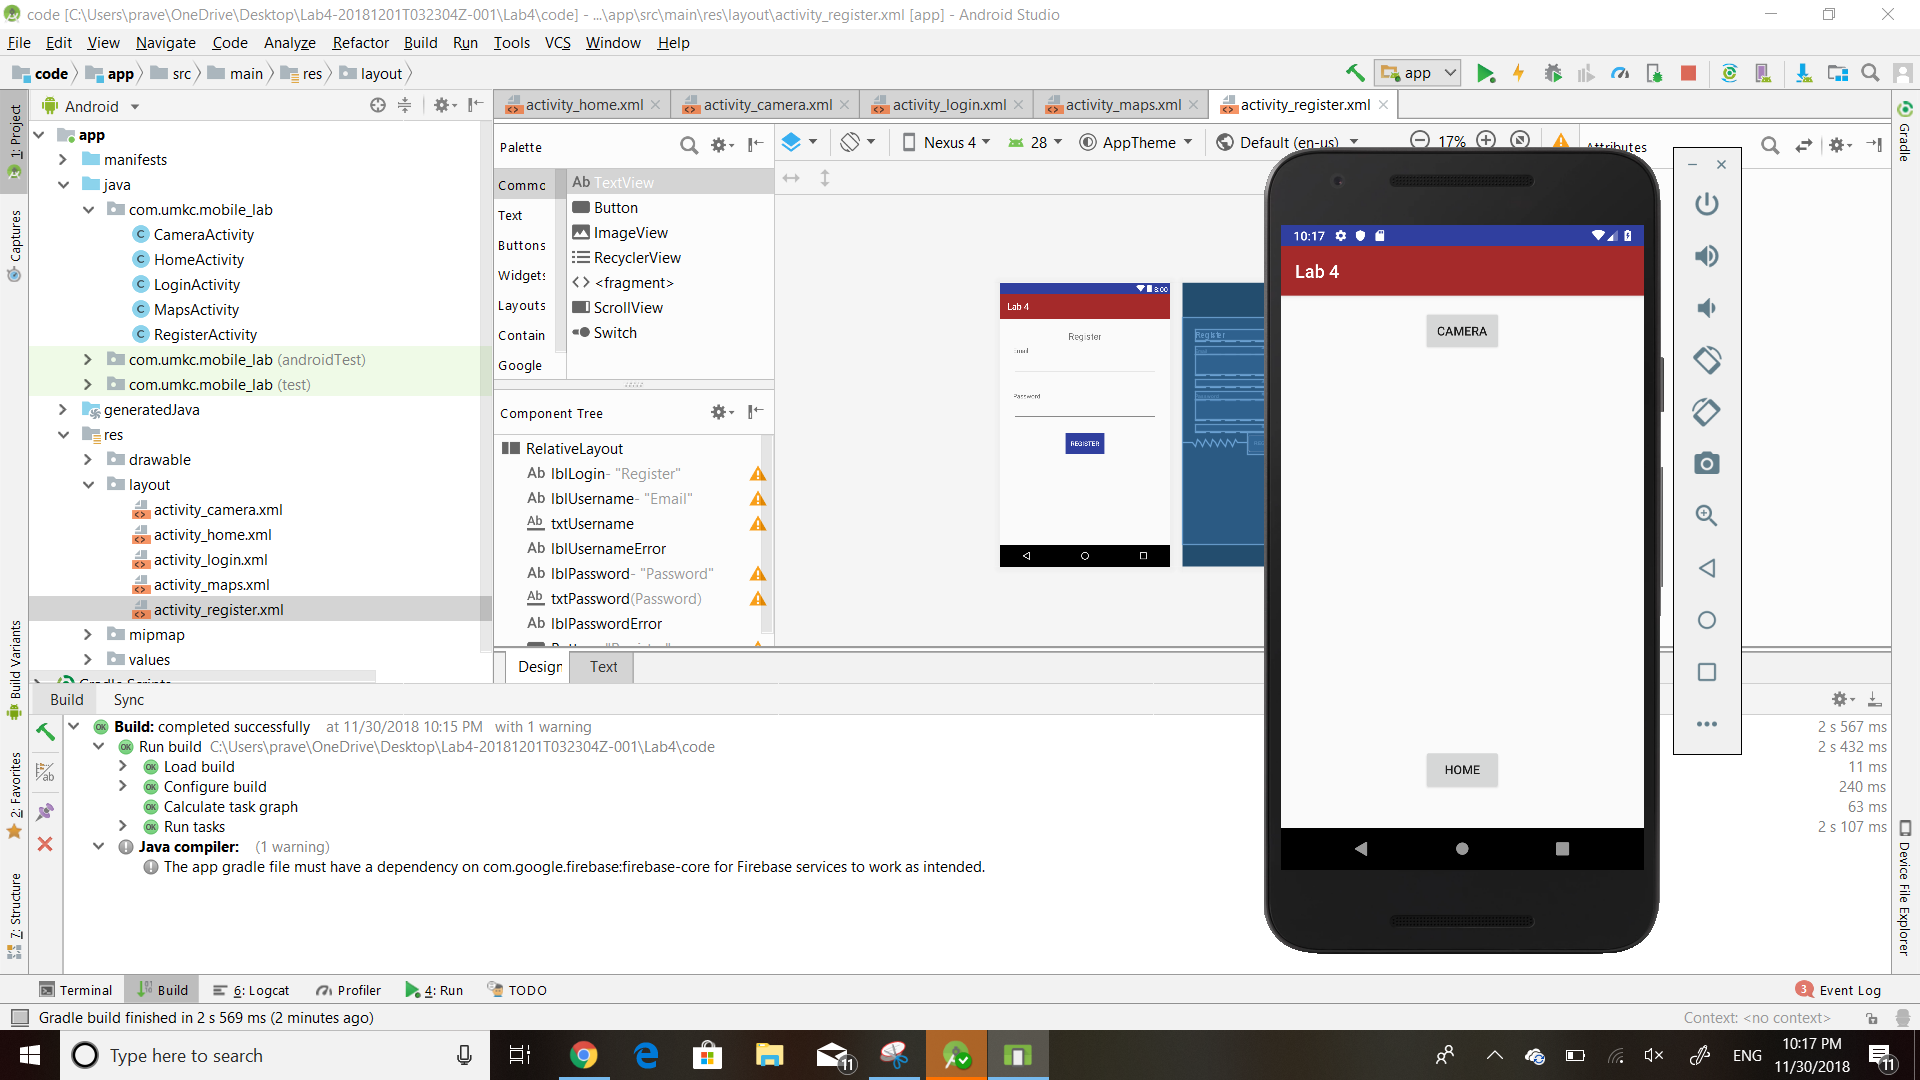 code [C:\Users\prave\OneDrive\Desktop\Lab4-20181201T032304Z-001\Lab4\code] - ...\app\src\main\res\layout\activity_register.xml [app] - Android Studio
File Edit View Navigate Code Analyze Refactor Build Run Tools VCS Window Help
code app src main res layout
app
1: Project
Captures
Build Variants
2: Favorites
7: Structure
Android
app
manifests
java
com.umkc.mobile_lab
CameraActivity
HomeActivity
LoginActivity
MapsActivity
RegisterActivity
com.umkc.mobile_lab (androidTest)
com.umkc.mobile_lab (test)
generatedJava
res
drawable
layout
activity_camera.xml
activity_home.xml
activity_login.xml
activity_maps.xml
activity_register.xml
mipmap
values
activity_home.xml activity_camera.xml activity_login.xml activity_maps.xml activity_register.xml
Palette
Commo
Text
Buttons
Widgets
Layouts
Contain
Google
Ab TextView
Button
ImageView
RecyclerView
<> <fragment>
ScrollView
Switch
Nexus 4 28 AppTheme Default (en-us) 17%
Attributes
Component Tree
RelativeLayout
Ab lblLogin- "Register"
Ab lblUsername- "Email"
Ab txtUsername
Ab lblUsernameError
Ab lblPassword- "Password"
Ab txtPassword(Password)
Ab lblPasswordError
Design Text
8:00
Lab 4
Register
Email
Password
REGISTER
Register
10:17
Lab 4
CAMERA
HOME
Gradle
Device File Explorer
Build Sync
Build: completed successfully at 11/30/2018 10:15 PM with 1 warning 2 s 567 ms
Run build C:\Users\prave\OneDrive\Desktop\Lab4-20181201T032304Z-001\Lab4\code 2 s 432 ms
Load build 11 ms
Configure build 240 ms
Calculate task graph 63 ms
Run tasks 2 s 107 ms
Java compiler: (1 warning)
The app gradle file must have a dependency on com.google.firebase:firebase-core for Firebase services to work as intended.
Terminal Build 6: Logcat Profiler 4: Run TODO 3 Event Log
Gradle build finished in 2 s 569 ms (2 minutes ago) Context: <no context>
Type here to search
11
ENG
10:17 PM
11/30/2018
11